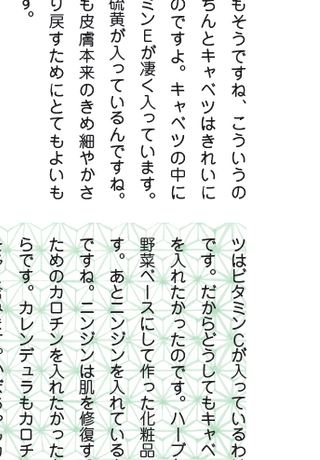 もそうですね、こういうの
ちんとキャベツはきれいに
のですよ。キャベツの中に
ミンEが凄く入っています。
硫黄が入っているんですね。
も皮膚本来のきめ細やかさ
り戻すためにとてもよいも
す。
ツはビタミンCが入っているわ
です。だからどうしてもキャベ
を入れたかったのです。ハーブ
野菜ベースにして作った化粧品
す。あとニンジンを入れている
ですね。ニンジンは肌を修復す
ためのカロチンを入れたかった
らです。カレンデュラもカロチ